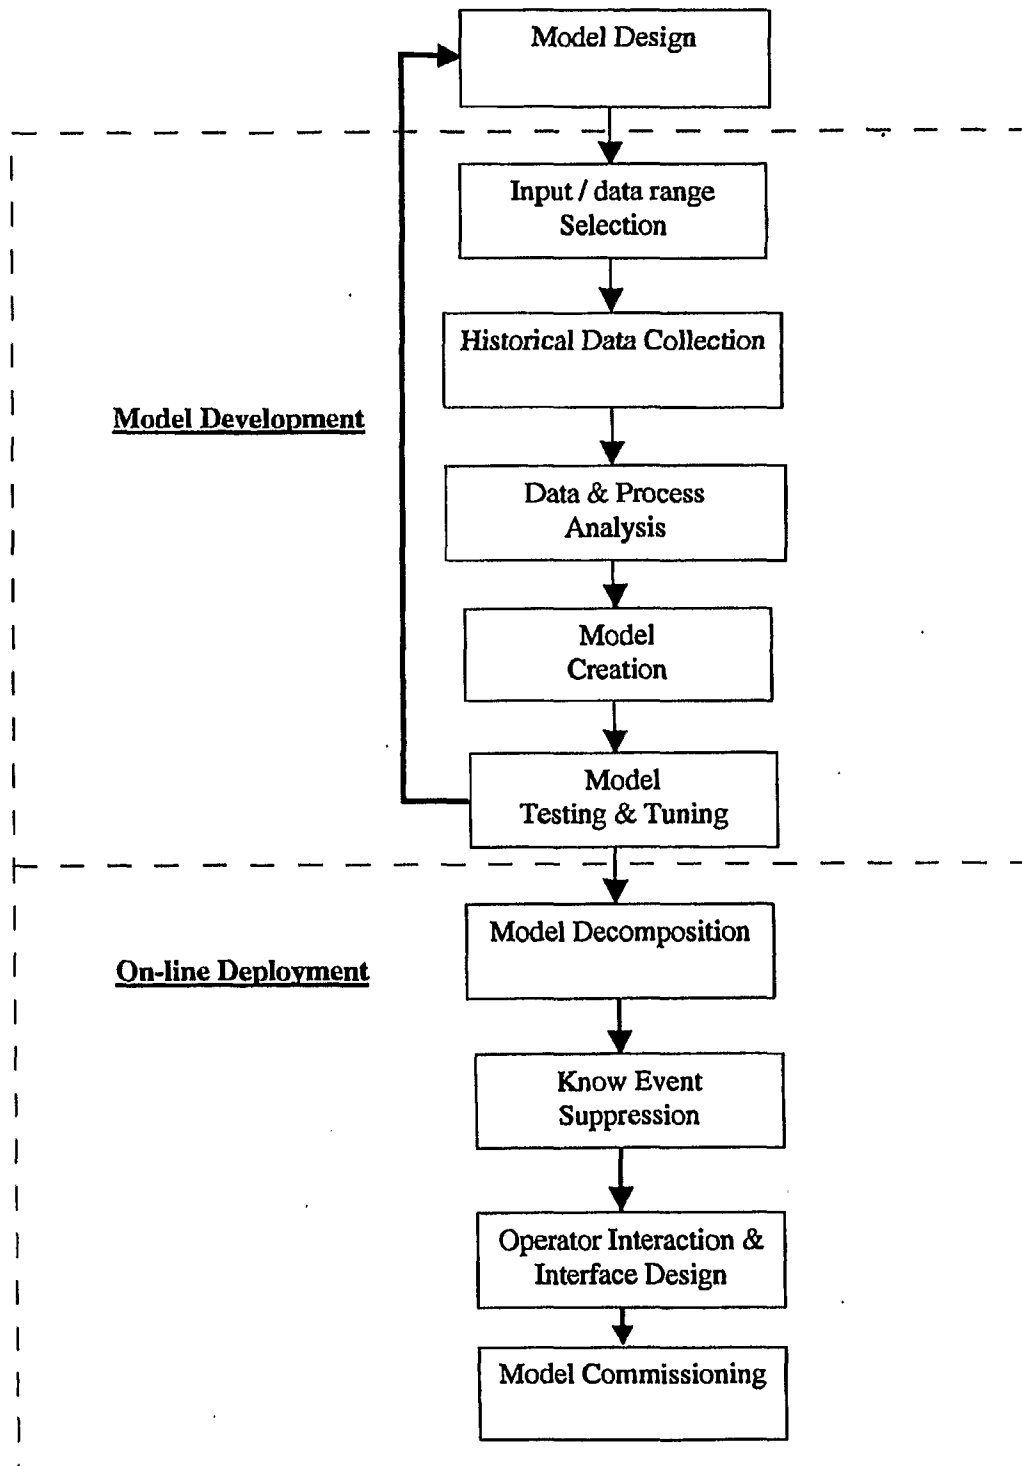 Model Design
Input / data range
Selection
Historical Data Collection
Model Development
Data & Process
Analysis
Model
Creation
Model
Testing & Tuning
Model Decomposition
On-line Deployment
Know Event
Suppression
Operator Interaction &
Interface Design
Model Commissioning